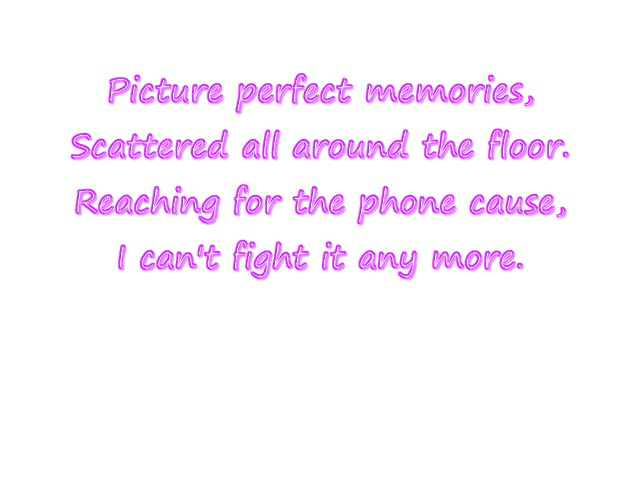 Picture perfect memories,
Scattered all around the floor.
Reaching for the phone cause,
I can't fight it any more.